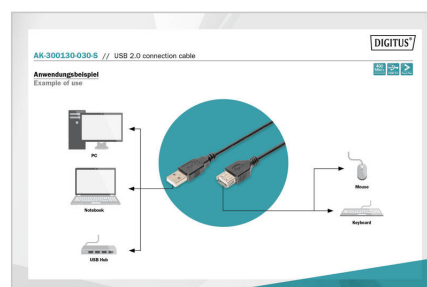 DIGITUS®
AK-300130-030-S // USB 2.0 connection cable
Anwendungsbeispiel
Example of use
PC
Notebook
USB Hub
Mouse
Keyboard